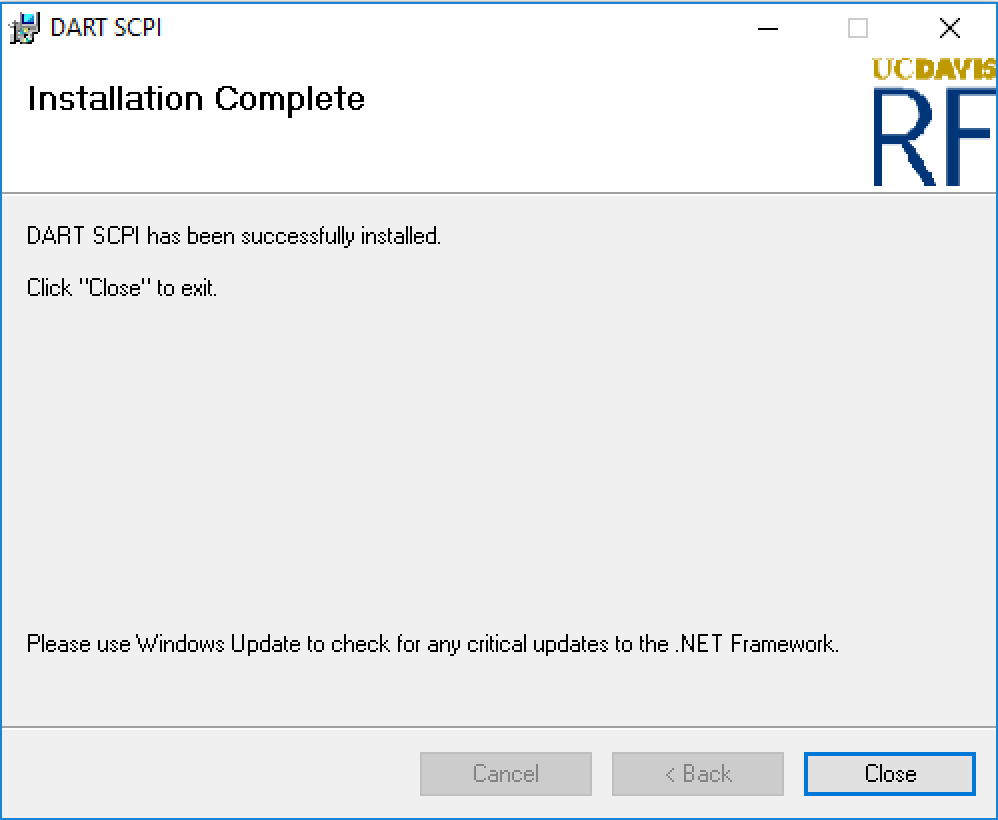 DART SCPI
UCDAVIS
RF
Installation Complete
DART SCPI has been successfully installed.
Click "Close" to exit.
Please use Windows Update to check for any critical updates to the .NET Framework.
Cancel
< Back
Close